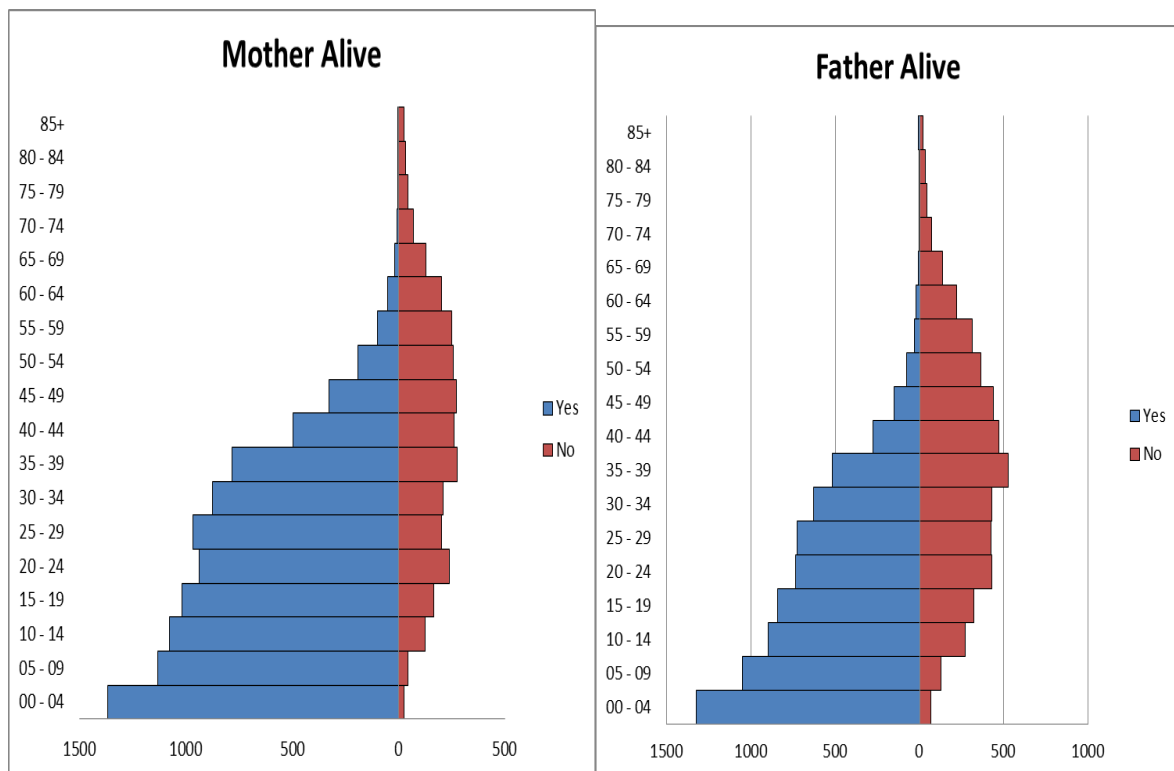 Mother Alive
85+
80 - 84
75 - 79
70 - 74
65 - 69
60 - 64
55 - 59
50 - 54
45 - 49
40 - 44
35 - 39
30 - 34
25 - 29
20 - 24
15 - 19
10 - 14
05 - 09
00 - 04
1500 1000 500 0 500
Yes
No
Father Alive
85+
80 - 84
75 - 79
70 - 74
65 - 69
60 - 64
55 - 59
50 - 54
45 - 49
40 - 44
35 - 39
30 - 34
25 - 29
20 - 24
15 - 19
10 - 14
05 - 09
00 - 04
1500 1000 500 0 500 1000
Yes
No